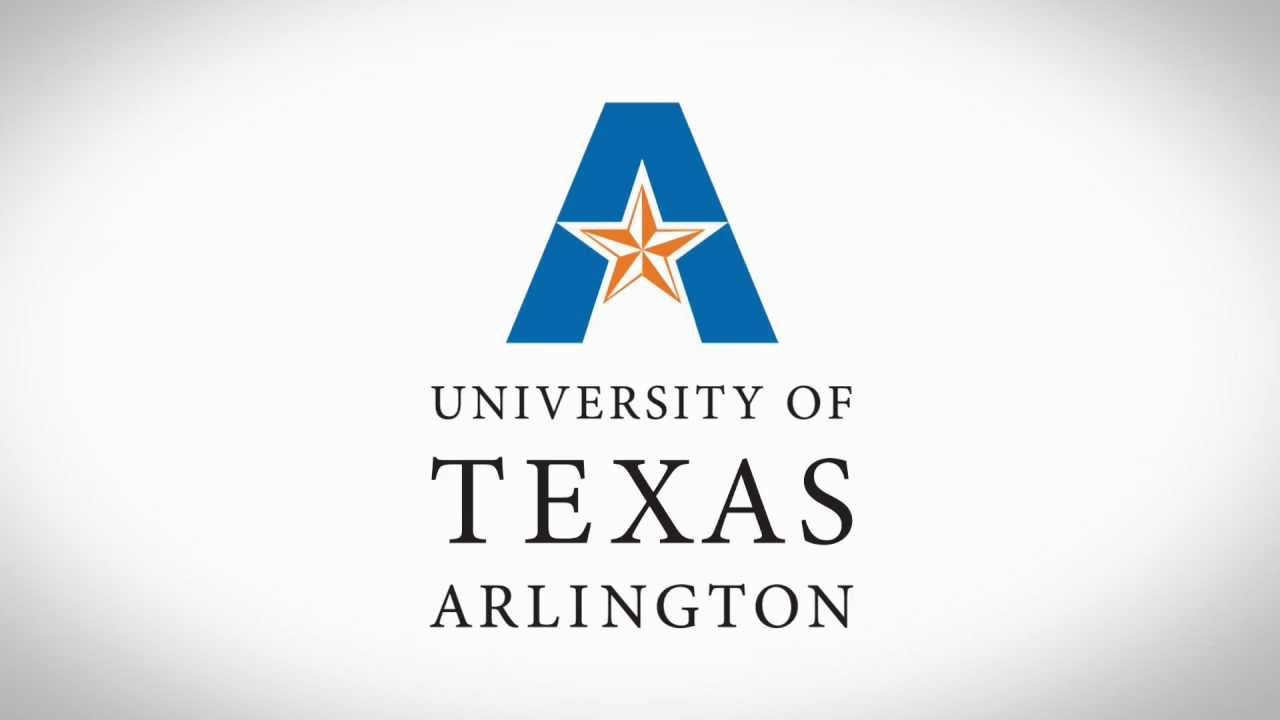 A
UNIVERSITY OF
TEXAS
ARLINGTON